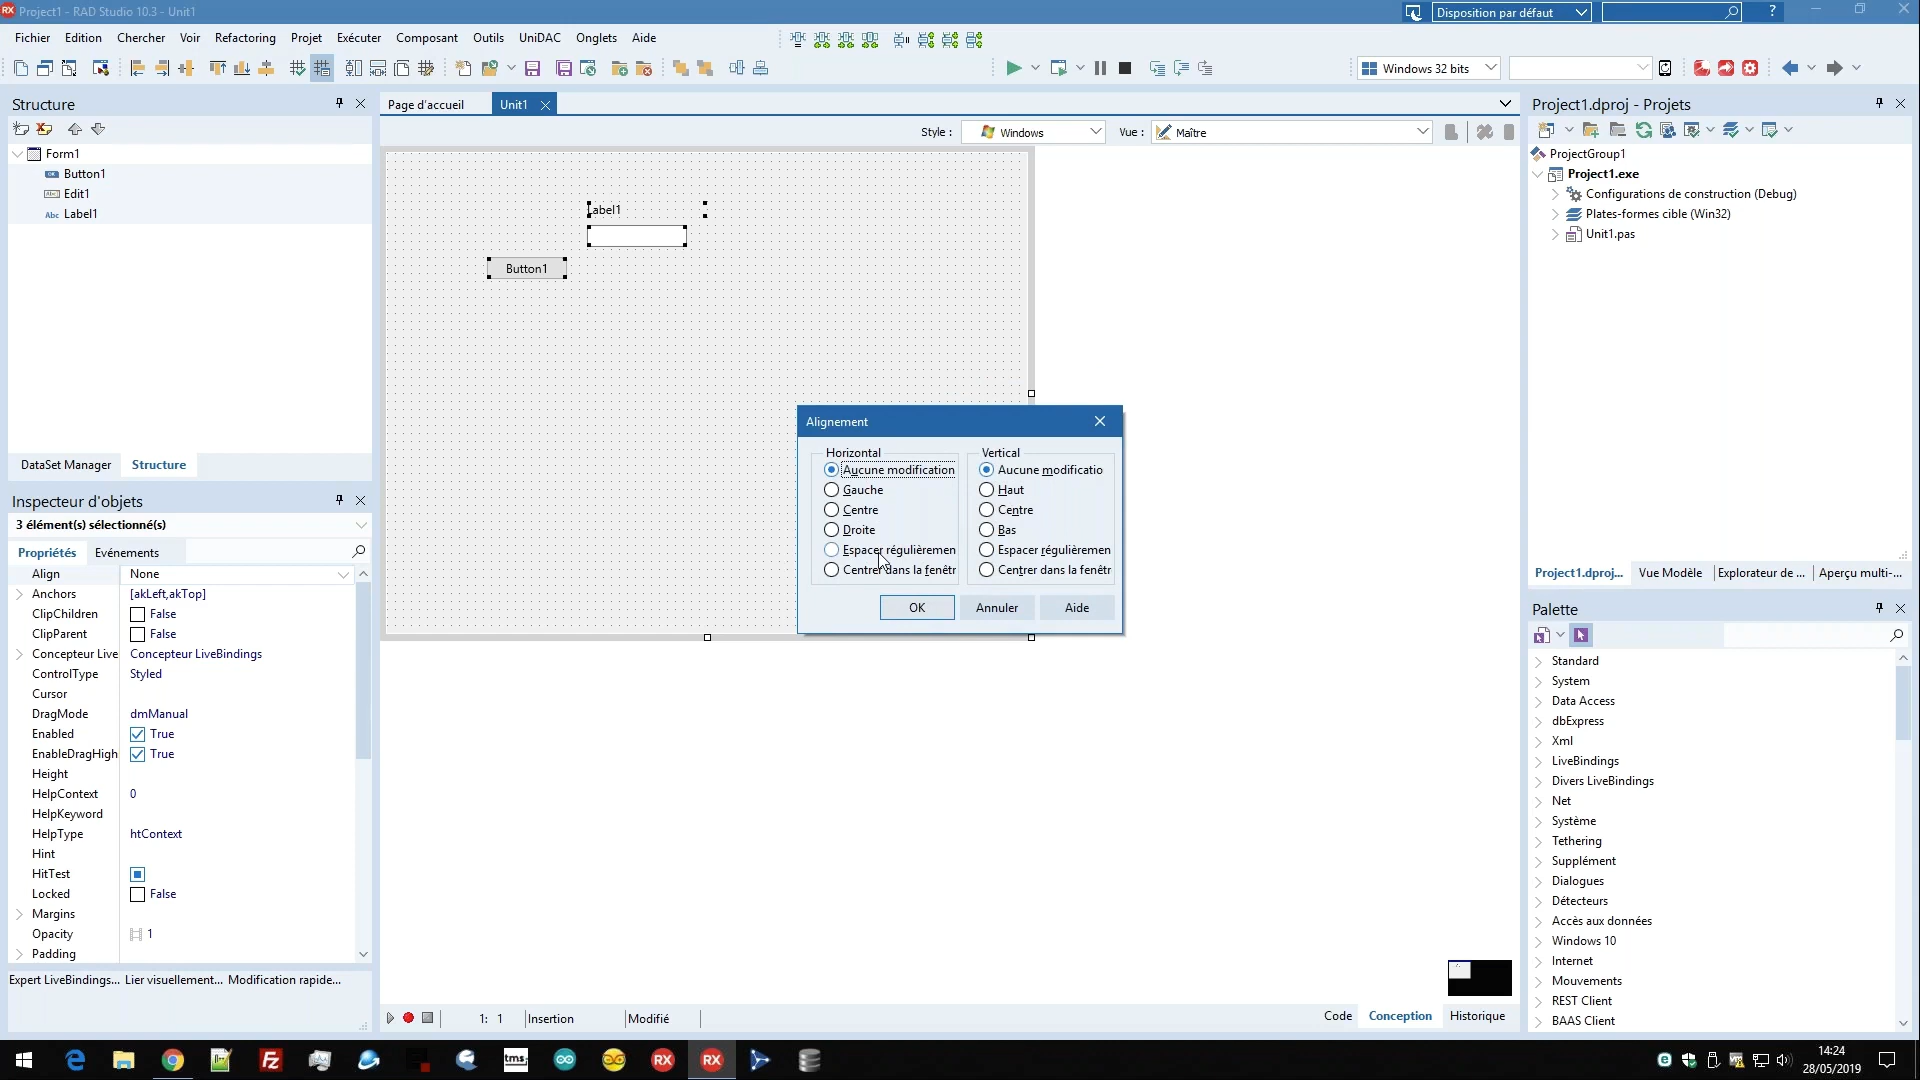 Project1 - RAD Studio 10.3 - Unit1
Disposition par défaut
?
Fichier Edition Chercher Voir Refactoring Projet Exécuter Composant Outils UniDAC Onglets Aide
Windows 32 bits
Structure
Form1
Button1
Edit1
Label1
DataSet Manager
Structure
Inspecteur d'objets
3 élément(s) sélectionné(s)
Propriétés
Evénements
Align None
Anchors [akLeft,akTop]
ClipChildren False
ClipParent False
Concepteur Live Concepteur LiveBindings
ControlType Styled
Cursor
DragMode dmManual
Enabled True
EnableDragHigh True
Height
HelpContext 0
HelpKeyword
HelpType htContext
Hint
HitTest
Locked False
Margins
Opacity 1
Padding
Expert LiveBindings... Lier visuellement... Modification rapide...
Page d'accueil
Unit1
Style :
Windows
Vue :
Maître
Label1
Button1
Alignement
Horizontal
Aucune modification
Gauche
Centre
Droite
Espacer régulièremen
Centrer dans la fenêtr
Vertical
Aucune modificatio
Haut
Centre
Bas
Espacer régulièremen
Centrer dans la fenêtr
OK
Annuler
Aide
1: 1
Insertion
Modifié
Code
Conception
Historique
Project1.dproj - Projets
ProjectGroup1
Project1.exe
Configurations de construction (Debug)
Plates-formes cible (Win32)
Unit1.pas
Project1.dproj...
Vue Modèle
Explorateur de ...
Aperçu multi-...
Palette
Standard
System
Data Access
dbExpress
Xml
LiveBindings
Divers LiveBindings
Net
Système
Tethering
Supplément
Dialogues
Détecteurs
Accès aux données
Windows 10
Internet
Mouvements
REST Client
BAAS Client
tms
RX
RX
14:24
28/05/2019